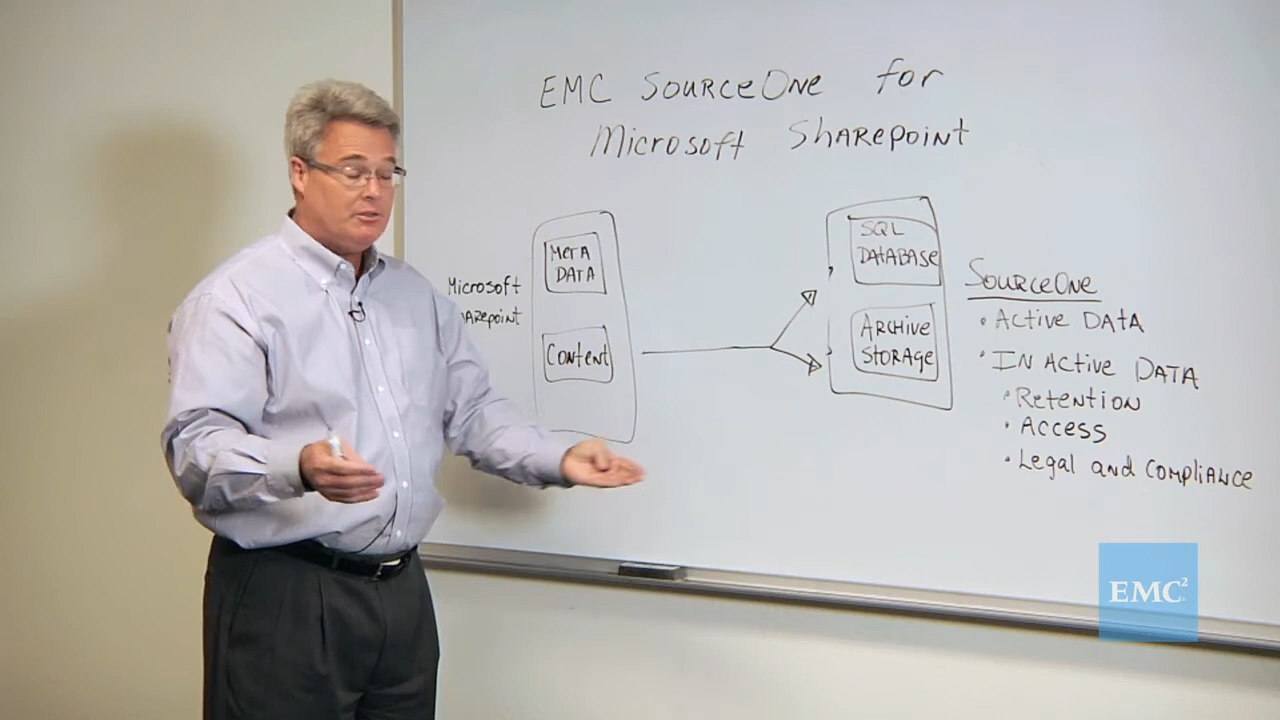 EMC SourceOne for
Microsoft Sharepoint
Microsoft
META
DATA
Content
SQL
DATABASE
ARCHIVE
STORAGE
SourceOne
• Active Data
• IN Active Data
• Retention
• Access
• Legal and Compliance
EMC²